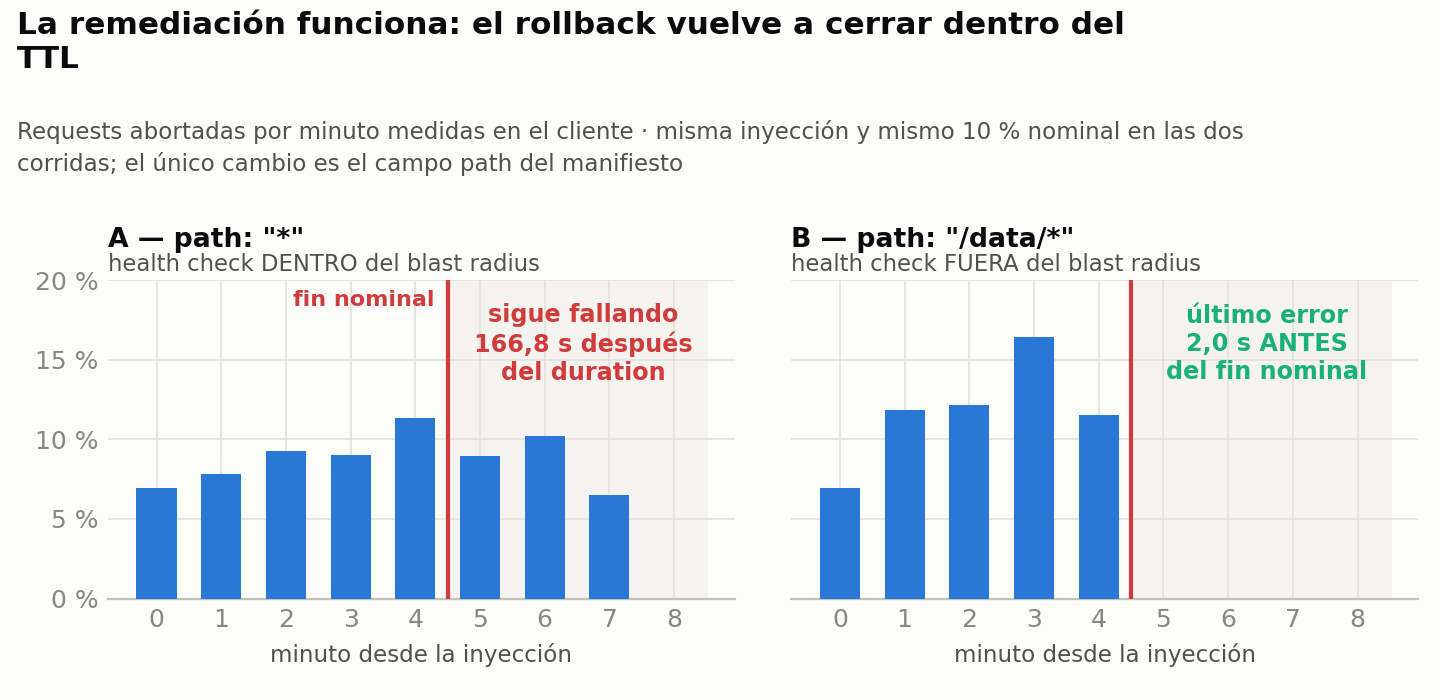 La remediación funciona: el rollback vuelve a cerrar dentro del
TTL
Requests abortadas por minuto medidas en el cliente · misma inyección y mismo 10 % nominal en las dos
corridas; el único cambio es el campo path del manifiesto
A — path: "*"
health check DENTRO del blast radius
20 %
15 %
10 %
5 %
0 %
fin nominal
sigue fallando
166,8 s después
del duration
0 1 2 3 4 5 6 7 8
minuto desde la inyección
B — path: "/data/*"
health check FUERA del blast radius
último error
2,0 s ANTES
del fin nominal
0 1 2 3 4 5 6 7 8
minuto desde la inyección